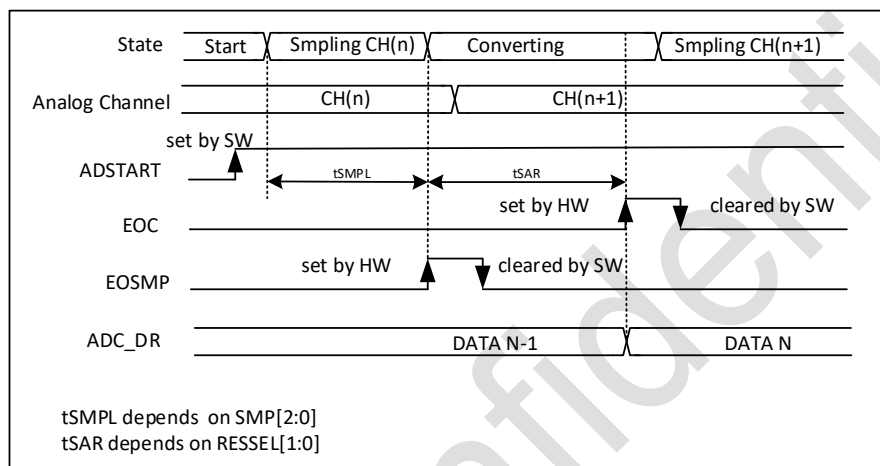 State Start Smpling CH(n) Converting Smpling CH(n+1)
Analog Channel CH(n) CH(n+1)
set by SW
ADSTART
tSMPL tSAR
set by HW cleared by SW
EOC
set by HW cleared by SW
EOSMP
ADC_DR DATA N-1 DATA N
tSMPL depends on SMP[2:0]
tSAR depends on RESSEL[1:0]